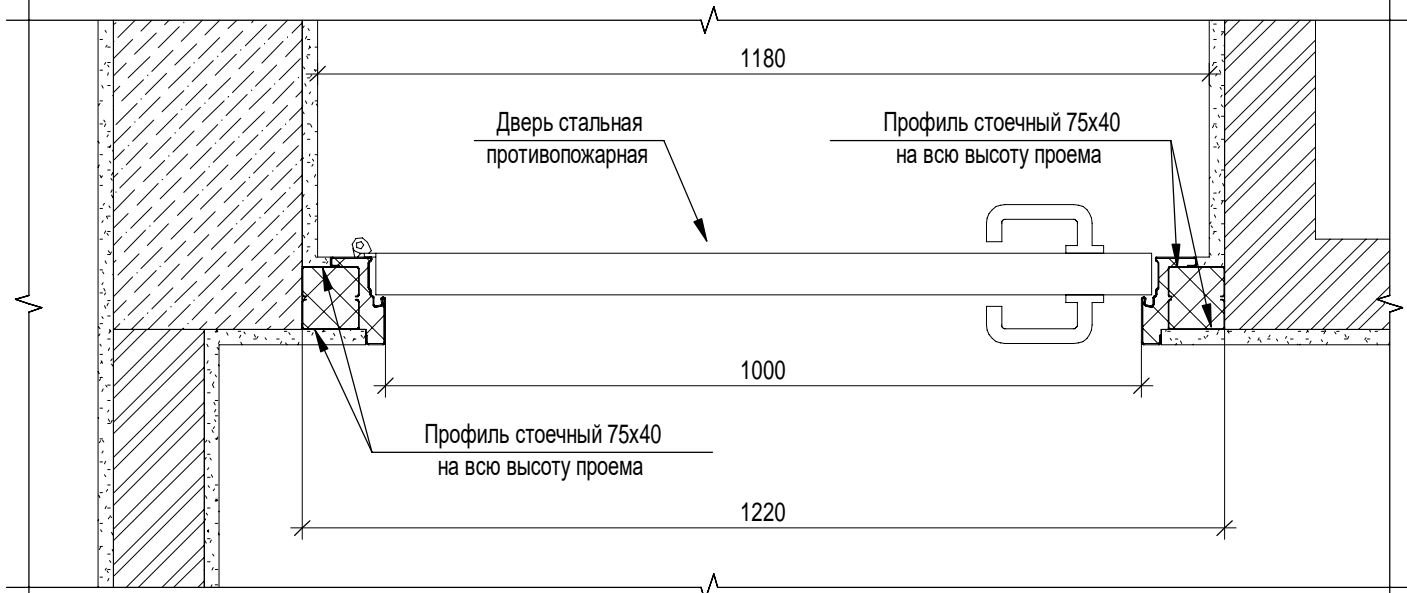 1180
Дверь стальная
противопожарная
Профиль стоечный 75х40
на всю высоту проема
1000
Профиль стоечный 75х40
на всю высоту проема
1220